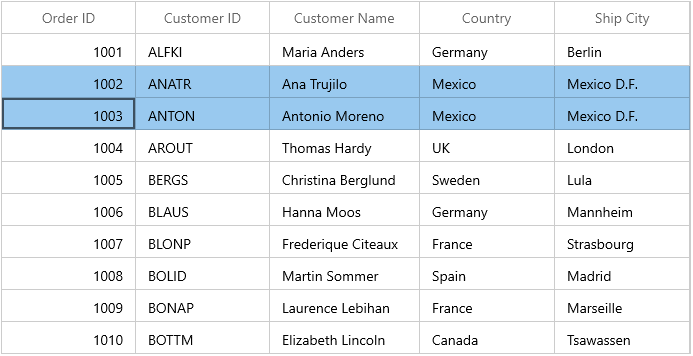 Order ID Customer ID Customer Name Country Ship City
1001 ALFKI Maria Anders Germany Berlin
1002 ANATR Ana Trujilo Mexico Mexico D.F.
1003 ANTON Antonio Moreno Mexico Mexico D.F.
1004 AROUT Thomas Hardy UK London
1005 BERGS Christina Berglund Sweden Lula
1006 BLAUS Hanna Moos Germany Mannheim
1007 BLONP Frederique Citeaux France Strasbourg
1008 BOLID Martin Sommer Spain Madrid
1009 BONAP Laurence Lebihan France Marseille
1010 BOTTM Elizabeth Lincoln Canada Tsawassen